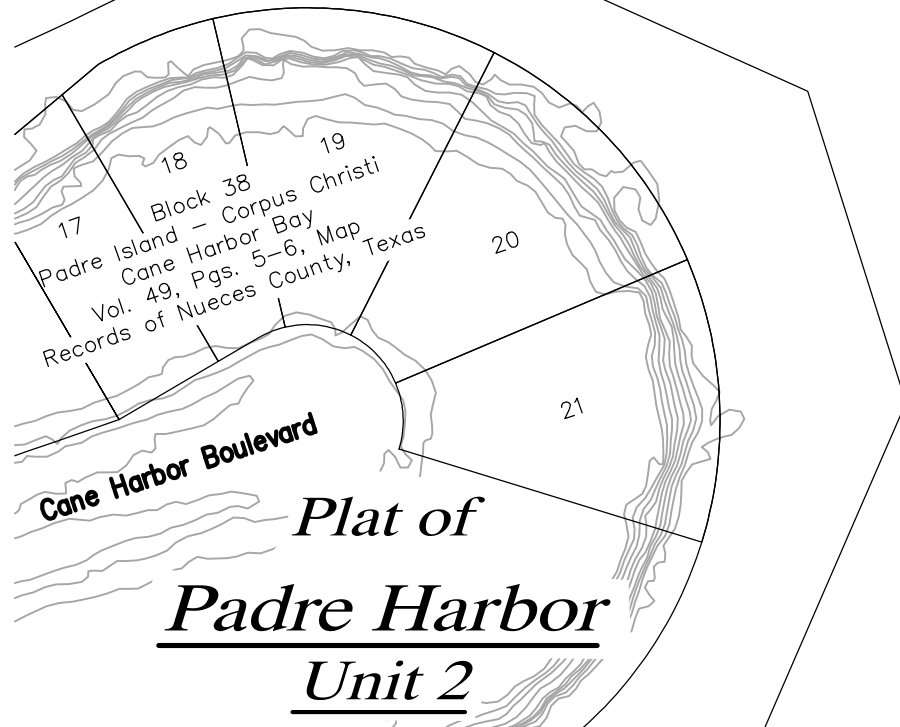 18
19
17
Block 38
Padre Island – Corpus Christi
Cane Harbor Bay
Vol. 49, Pgs. 5–6, Map
Records of Nueces County, Texas
20
21
Cane Harbor Boulevard
Plat of
Padre Harbor
Unit 2